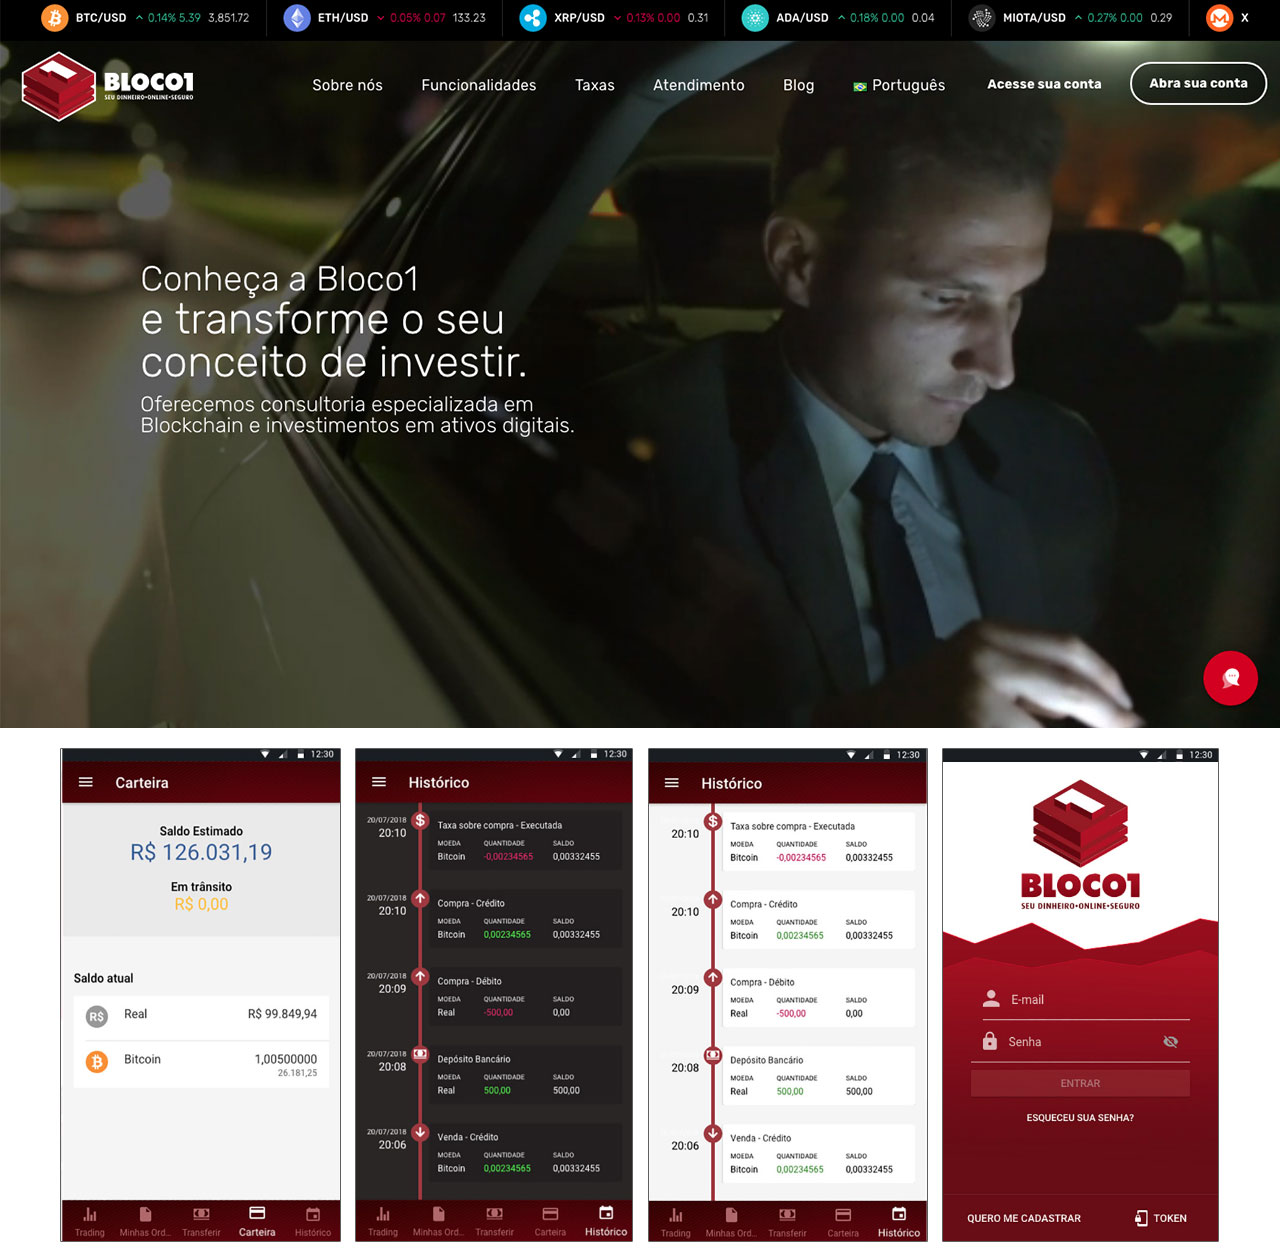 BTC/USD 0.14% 5.39 3,851.72 ETH/USD 0.05% 0.07 133.23 XRP/USD 0.13% 0.00 0.31 ADA/USD 0.18% 0.00 0.04 MIOTA/USD 0.27% 0.00 0.29 X
BLOCO1
SEU DINHEIRO•ONLINE•SEGURO
Sobre nós Funcionalidades Taxas Atendimento Blog Português Acesse sua conta Abra sua conta
Conheça a Bloco1
e transforme o seu
conceito de investir.
Oferecemos consultoria especializada em
Blockchain e investimentos em ativos digitais.
12:30
Carteira
Saldo Estimado
R$ 126.031,19
Em trânsito
R$ 0,00
Saldo atual
R$ Real R$ 99.849,94
Bitcoin 1,00500000
26.181,25
Trading Minhas Ord... Transferir Carteira Histórico
12:30
Histórico
20/07/2018
20:10
$
Taxa sobre compra - Executada
MOEDA QUANTIDADE SALDO
Bitcoin -0,00234565 0,00332455
20/07/2018
20:10
Compra - Crédito
MOEDA QUANTIDADE SALDO
Bitcoin 0,00234565 0,00332455
20/07/2018
20:09
Compra - Débito
MOEDA QUANTIDADE SALDO
Real -500,00 0,00
20/07/2018
20:08
Depósito Bancário
MOEDA QUANTIDADE SALDO
Real 500,00 500,00
20/07/2018
20:06
Venda - Crédito
MOEDA QUANTIDADE SALDO
Bitcoin 0,00234565 0,00332455
Trading Minhas Ord... Transferir Carteira Histórico
12:30
Histórico
20:10
$
Taxa sobre compra - Executada
MOEDA QUANTIDADE SALDO
Bitcoin -0,00234565 0,00332455
20:10
Compra - Crédito
MOEDA QUANTIDADE SALDO
Bitcoin 0,00234565 0,00332455
20:09
Compra - Débito
MOEDA QUANTIDADE SALDO
Real -500,00 0,00
20:08
Depósito Bancário
MOEDA QUANTIDADE SALDO
Real 500,00 500,00
20:06
Venda - Crédito
MOEDA QUANTIDADE SALDO
Bitcoin 0,00234565 0,00332455
Trading Minhas Ord... Transferir Carteira Histórico
12:30
BLOCO1
SEU DINHEIRO•ONLINE•SEGURO
E-mail
Senha
ENTRAR
ESQUECEU SUA SENHA?
QUERO ME CADASTRAR TOKEN